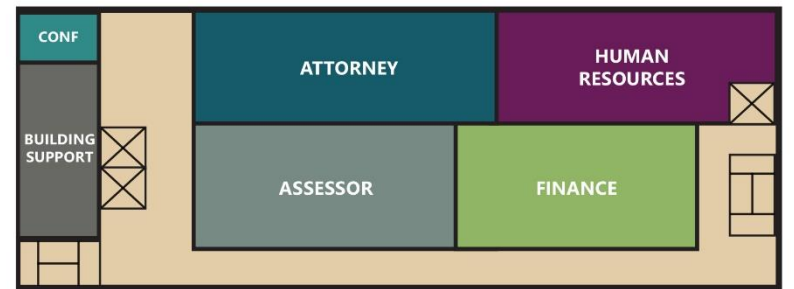 CONF
ATTORNEY
HUMAN
RESOURCES
BUILDING
SUPPORT
ASSESSOR
FINANCE